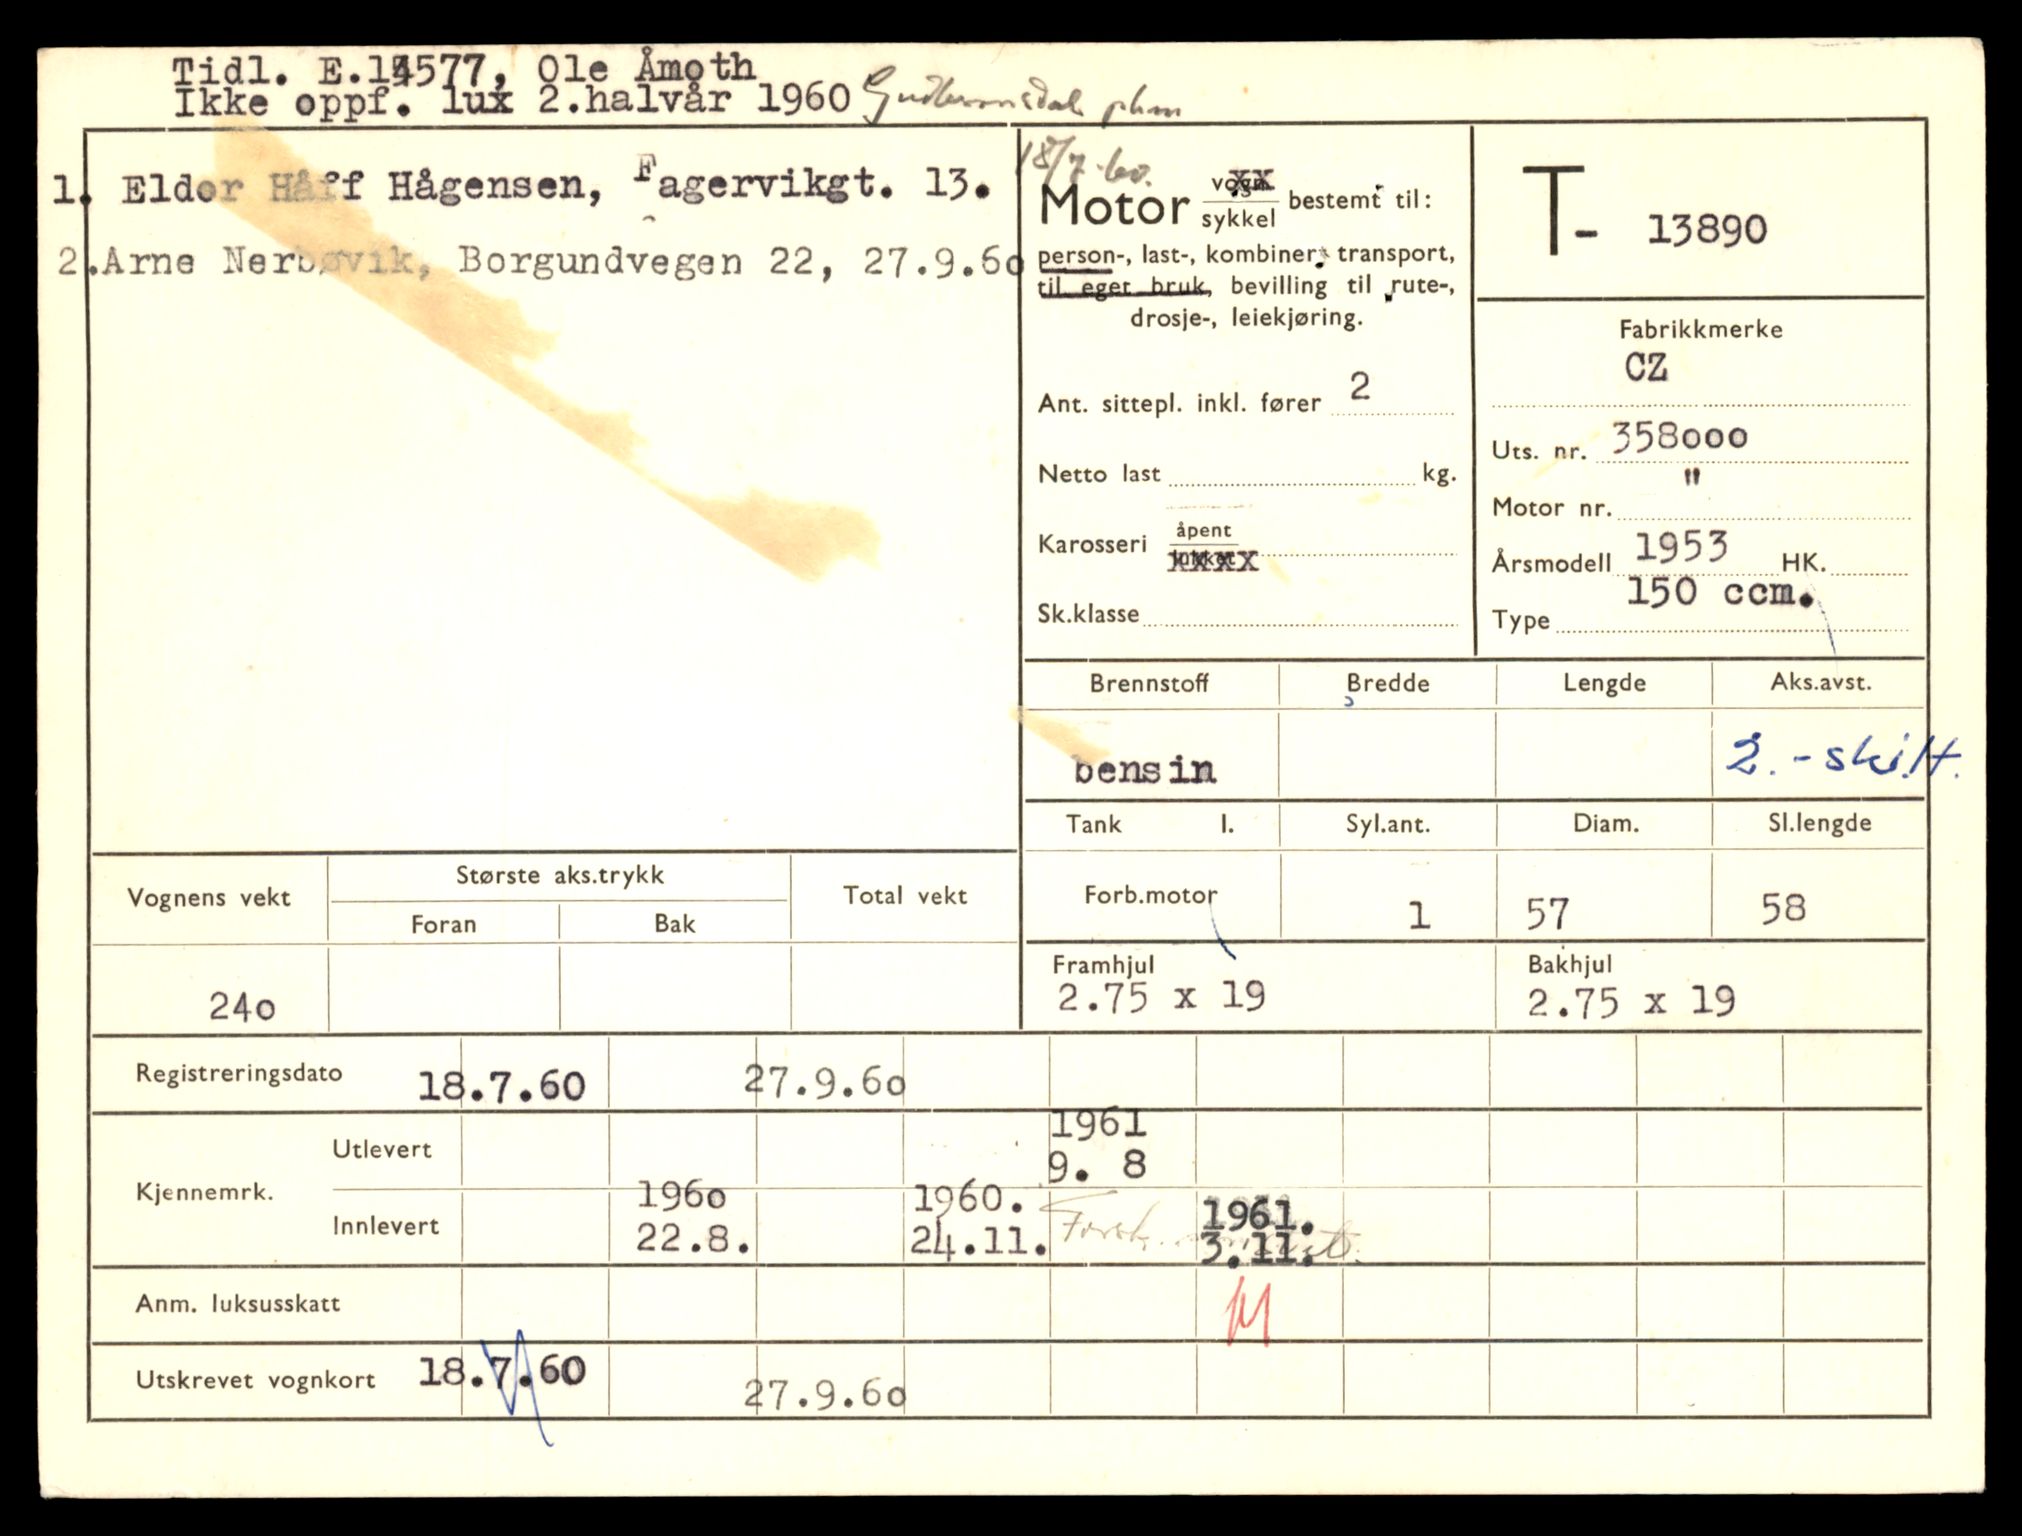 Tidl. E.14577, Ole Åmoth
Ikke oppf. lux 2.halvår 1960
18/7-60.
1. Eldor Håff Hågensen, Fagervikgt. 13.
2.Arne Nerbøvik, Borgundvegen 22, 27.9.60
Motor vogn sykkel bestemt til:
person-, last-, kombiner, transport,
til eget bruk, bevilling til rute-,
drosje-, leiekjøring.
Ant. sittepl. inkl. fører 2
Netto last kg.
Karosseri åpent lukket
Sk.klasse
T- 13890
Fabrikkmerke
CZ
Uts. nr. 358000
Motor nr. "
Årsmodell 1953 HK.
150 ccm.
Type
Brennstoff Bredde Lengde Aks.avst.
bensin 2.-skilt.
Tank l. Syl.ant. Diam. Sl.lengde
Forb.motor 1 57 58
Framhjul Bakhjul
2.75 x 19 2.75 x 19
Vognens vekt Største aks.trykk Total vekt
Foran Bak
240
Registreringsdato 18.7.60 27.9.60
Kjennemrk.
Utlevert 1961
9. 8
Innlevert 1960 1960. 1961.
22.8. 24.11. 3.11.
Anm. luksusskatt
Utskrevet vognkort 18.7.60 27.9.60